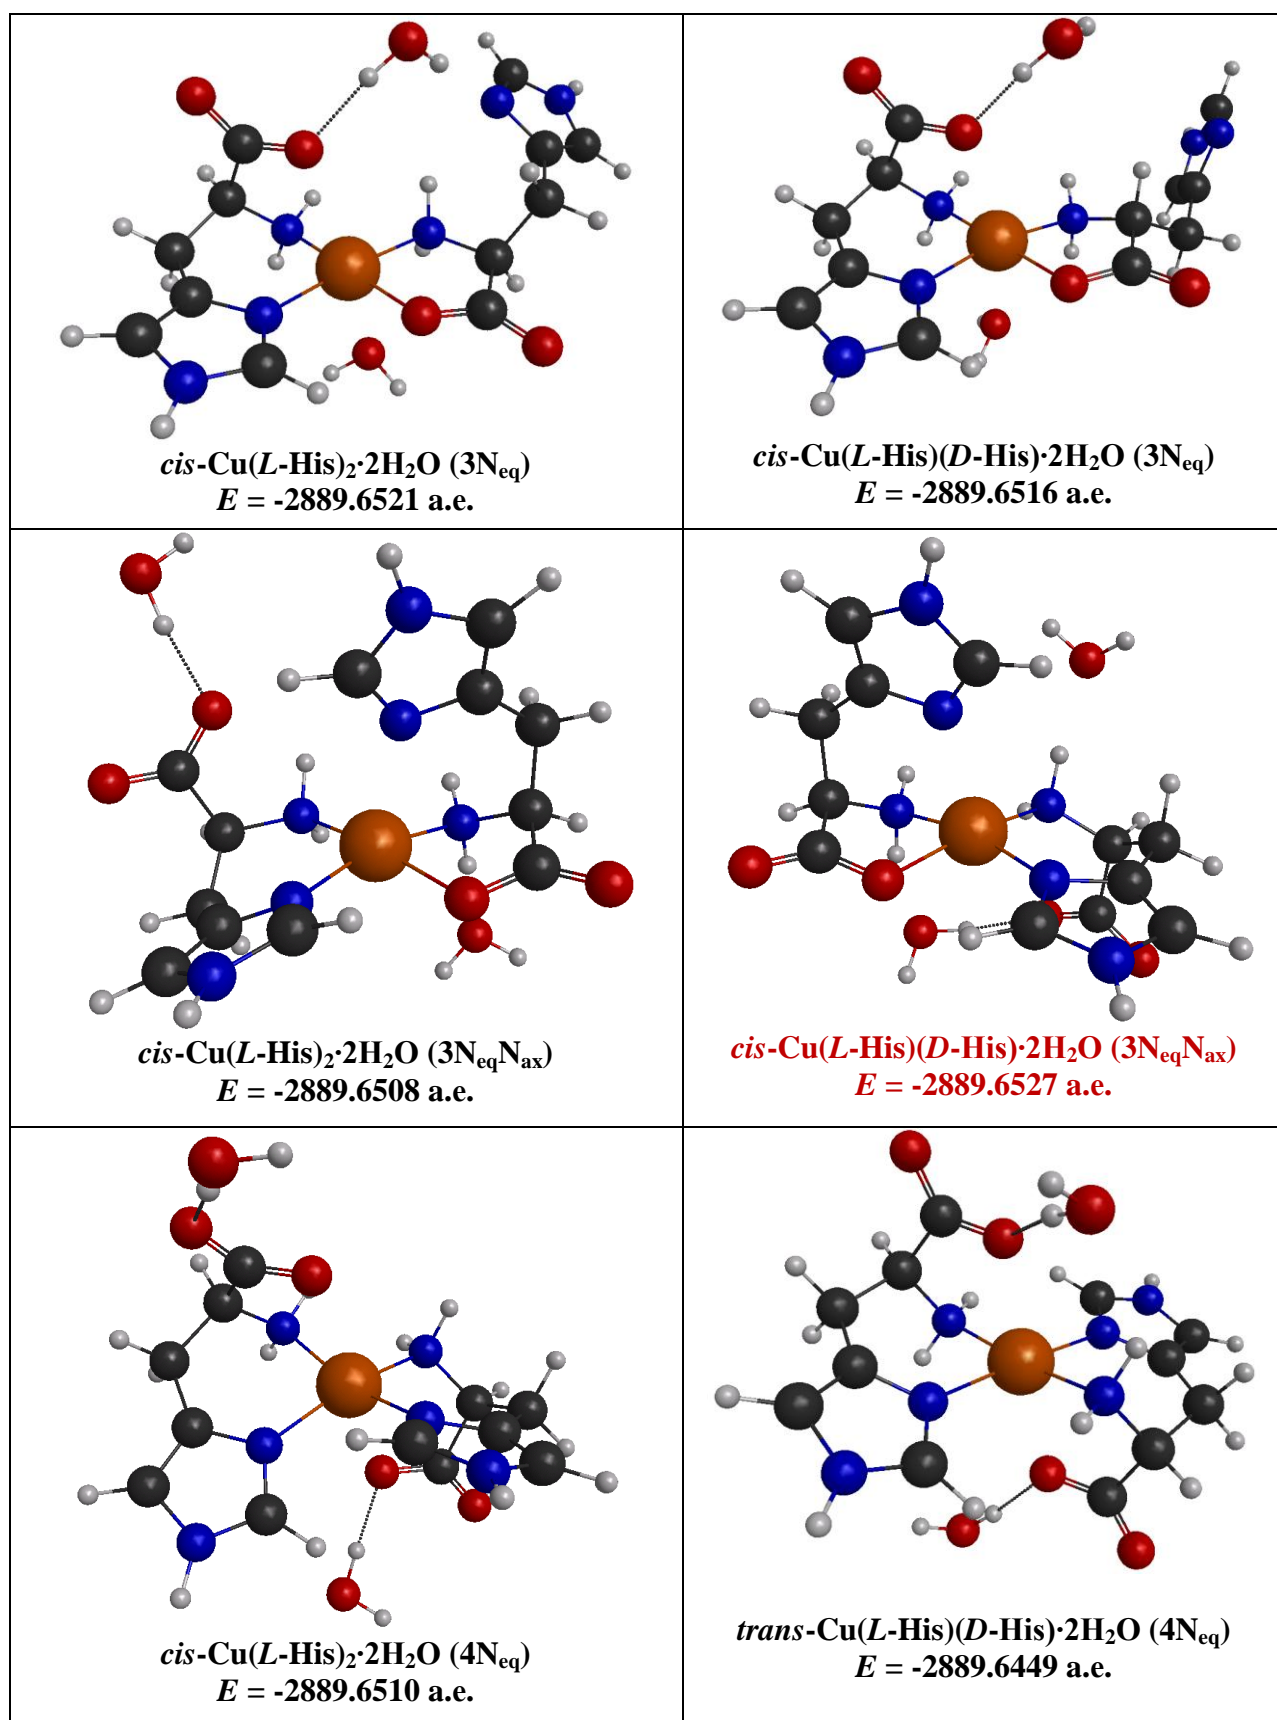 cis-Cu(L-His)₂·2H₂O (3Nₑq)
E = -2889.6521 a.e.
cis-Cu(L-His)(D-His)·2H₂O (3Nₑq)
E = -2889.6516 a.e.
cis-Cu(L-His)₂·2H₂O (3NₑqNₐₓ)
E = -2889.6508 a.e.
cis-Cu(L-His)(D-His)·2H₂O (3NₑqNₐₓ)
E = -2889.6527 a.e.
cis-Cu(L-His)₂·2H₂O (4Nₑq)
E = -2889.6510 a.e.
trans-Cu(L-His)(D-His)·2H₂O (4Nₑq)
E = -2889.6449 a.e.